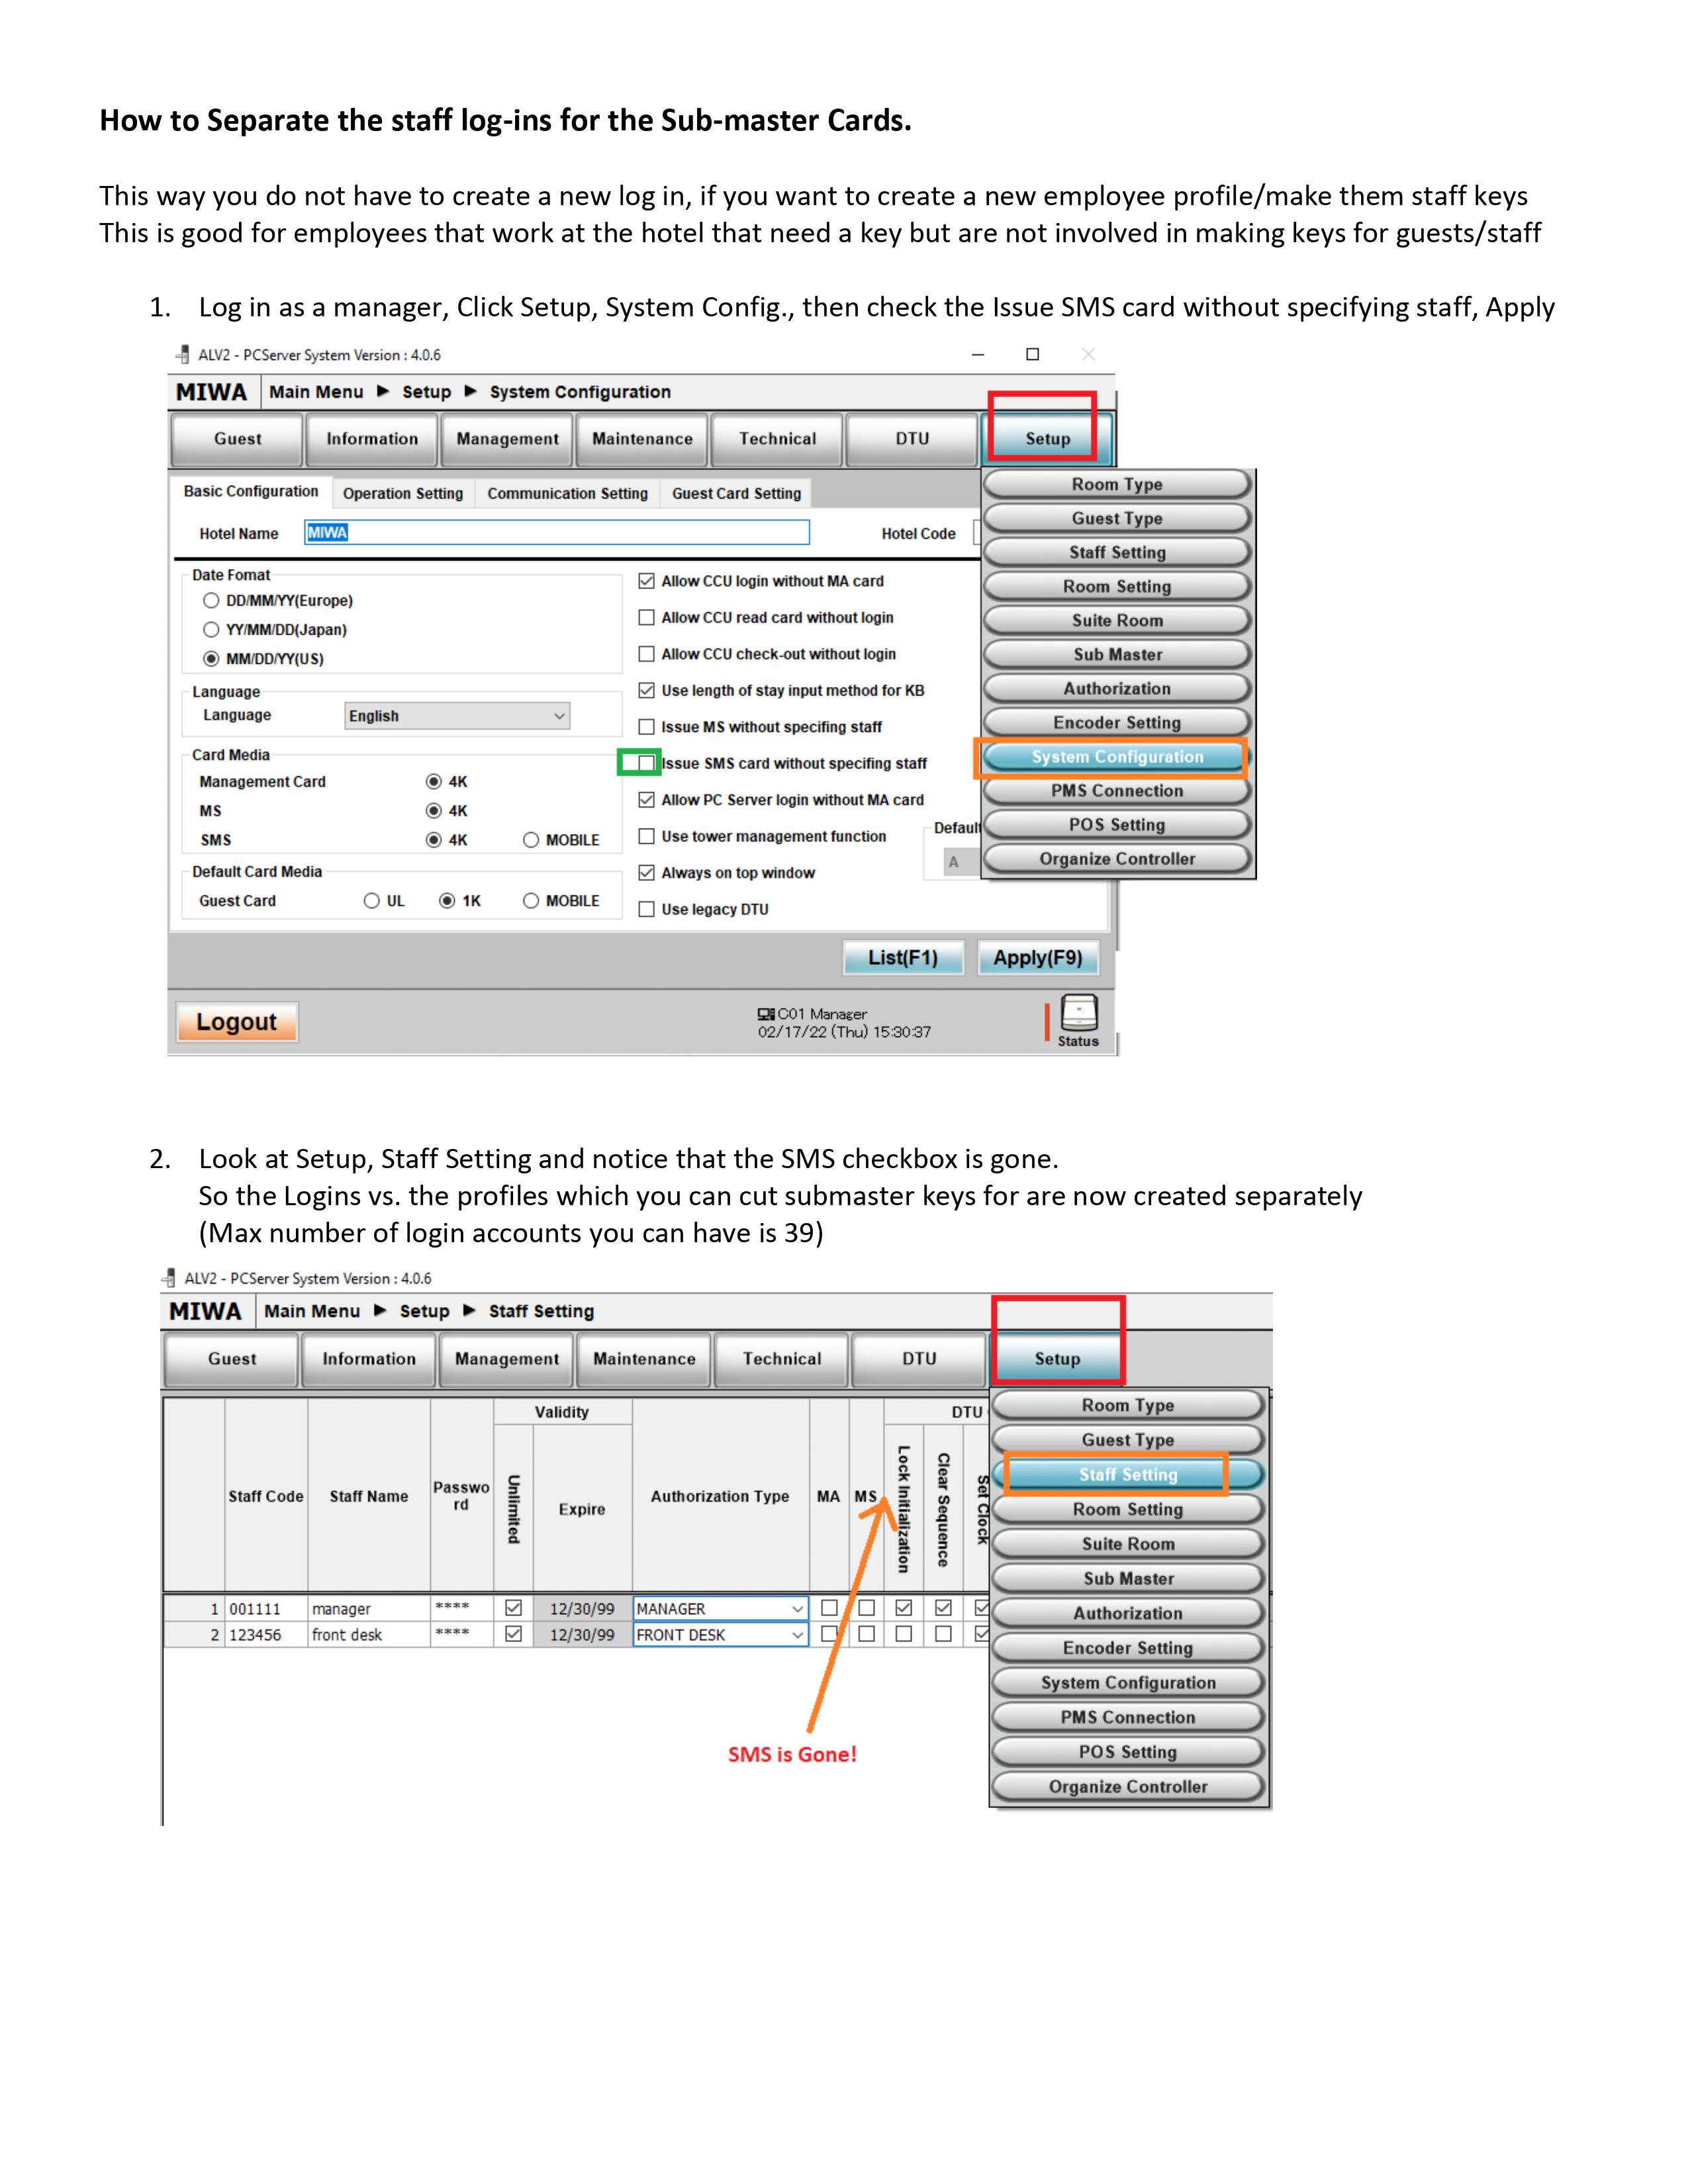 How to Separate the staff log-ins for the Sub-master Cards.
This way you do not have to create a new log in, if you want to create a new employee profile/make them staff keys
This is good for employees that work at the hotel that need a key but are not involved in making keys for guests/staff
1. Log in as a manager, Click Setup, System Config., then check the Issue SMS card without specifying staff, Apply
ALV2 - PCServer System Version : 4.0.6
MIWA Main Menu ▶ Setup ▶ System Configuration
Guest Information Management Maintenance Technical DTU Setup
Basic Configuration Operation Setting Communication Setting Guest Card Setting
Hotel Name MIWA Hotel Code
Date Fomat
DD/MM/YY(Europe)
YY/MM/DD(Japan)
MM/DD/YY(US)
Language
Language English
Card Media
Management Card 4K
MS 4K
SMS 4K MOBILE
Default Card Media
Guest Card UL 1K MOBILE
Allow CCU login without MA card
Allow CCU read card without login
Allow CCU check-out without login
Use length of stay input method for KB
Issue MS without specifing staff
Issue SMS card without specifing staff
Allow PC Server login without MA card
Use tower management function
Always on top window
Use legacy DTU
Default
A
Room Type
Guest Type
Staff Setting
Room Setting
Suite Room
Sub Master
Authorization
Encoder Setting
System Configuration
PMS Connection
POS Setting
Organize Controller
List(F1) Apply(F9)
Logout
C01 Manager
02/17/22 (Thu) 15:30:37
Status
2. Look at Setup, Staff Setting and notice that the SMS checkbox is gone.
So the Logins vs. the profiles which you can cut submaster keys for are now created separately
(Max number of login accounts you can have is 39)
ALV2 - PCServer System Version : 4.0.6
MIWA Main Menu ▶ Setup ▶ Staff Setting
Guest Information Management Maintenance Technical DTU Setup
Validity DTU
Staff Code Staff Name Passwo rd Unlimited Expire Authorization Type MA MS Lock Initialization Clear Sequence Set Clock
1 001111 manager **** 12/30/99 MANAGER
2 123456 front desk **** 12/30/99 FRONT DESK
SMS is Gone!
Room Type
Guest Type
Staff Setting
Room Setting
Suite Room
Sub Master
Authorization
Encoder Setting
System Configuration
PMS Connection
POS Setting
Organize Controller